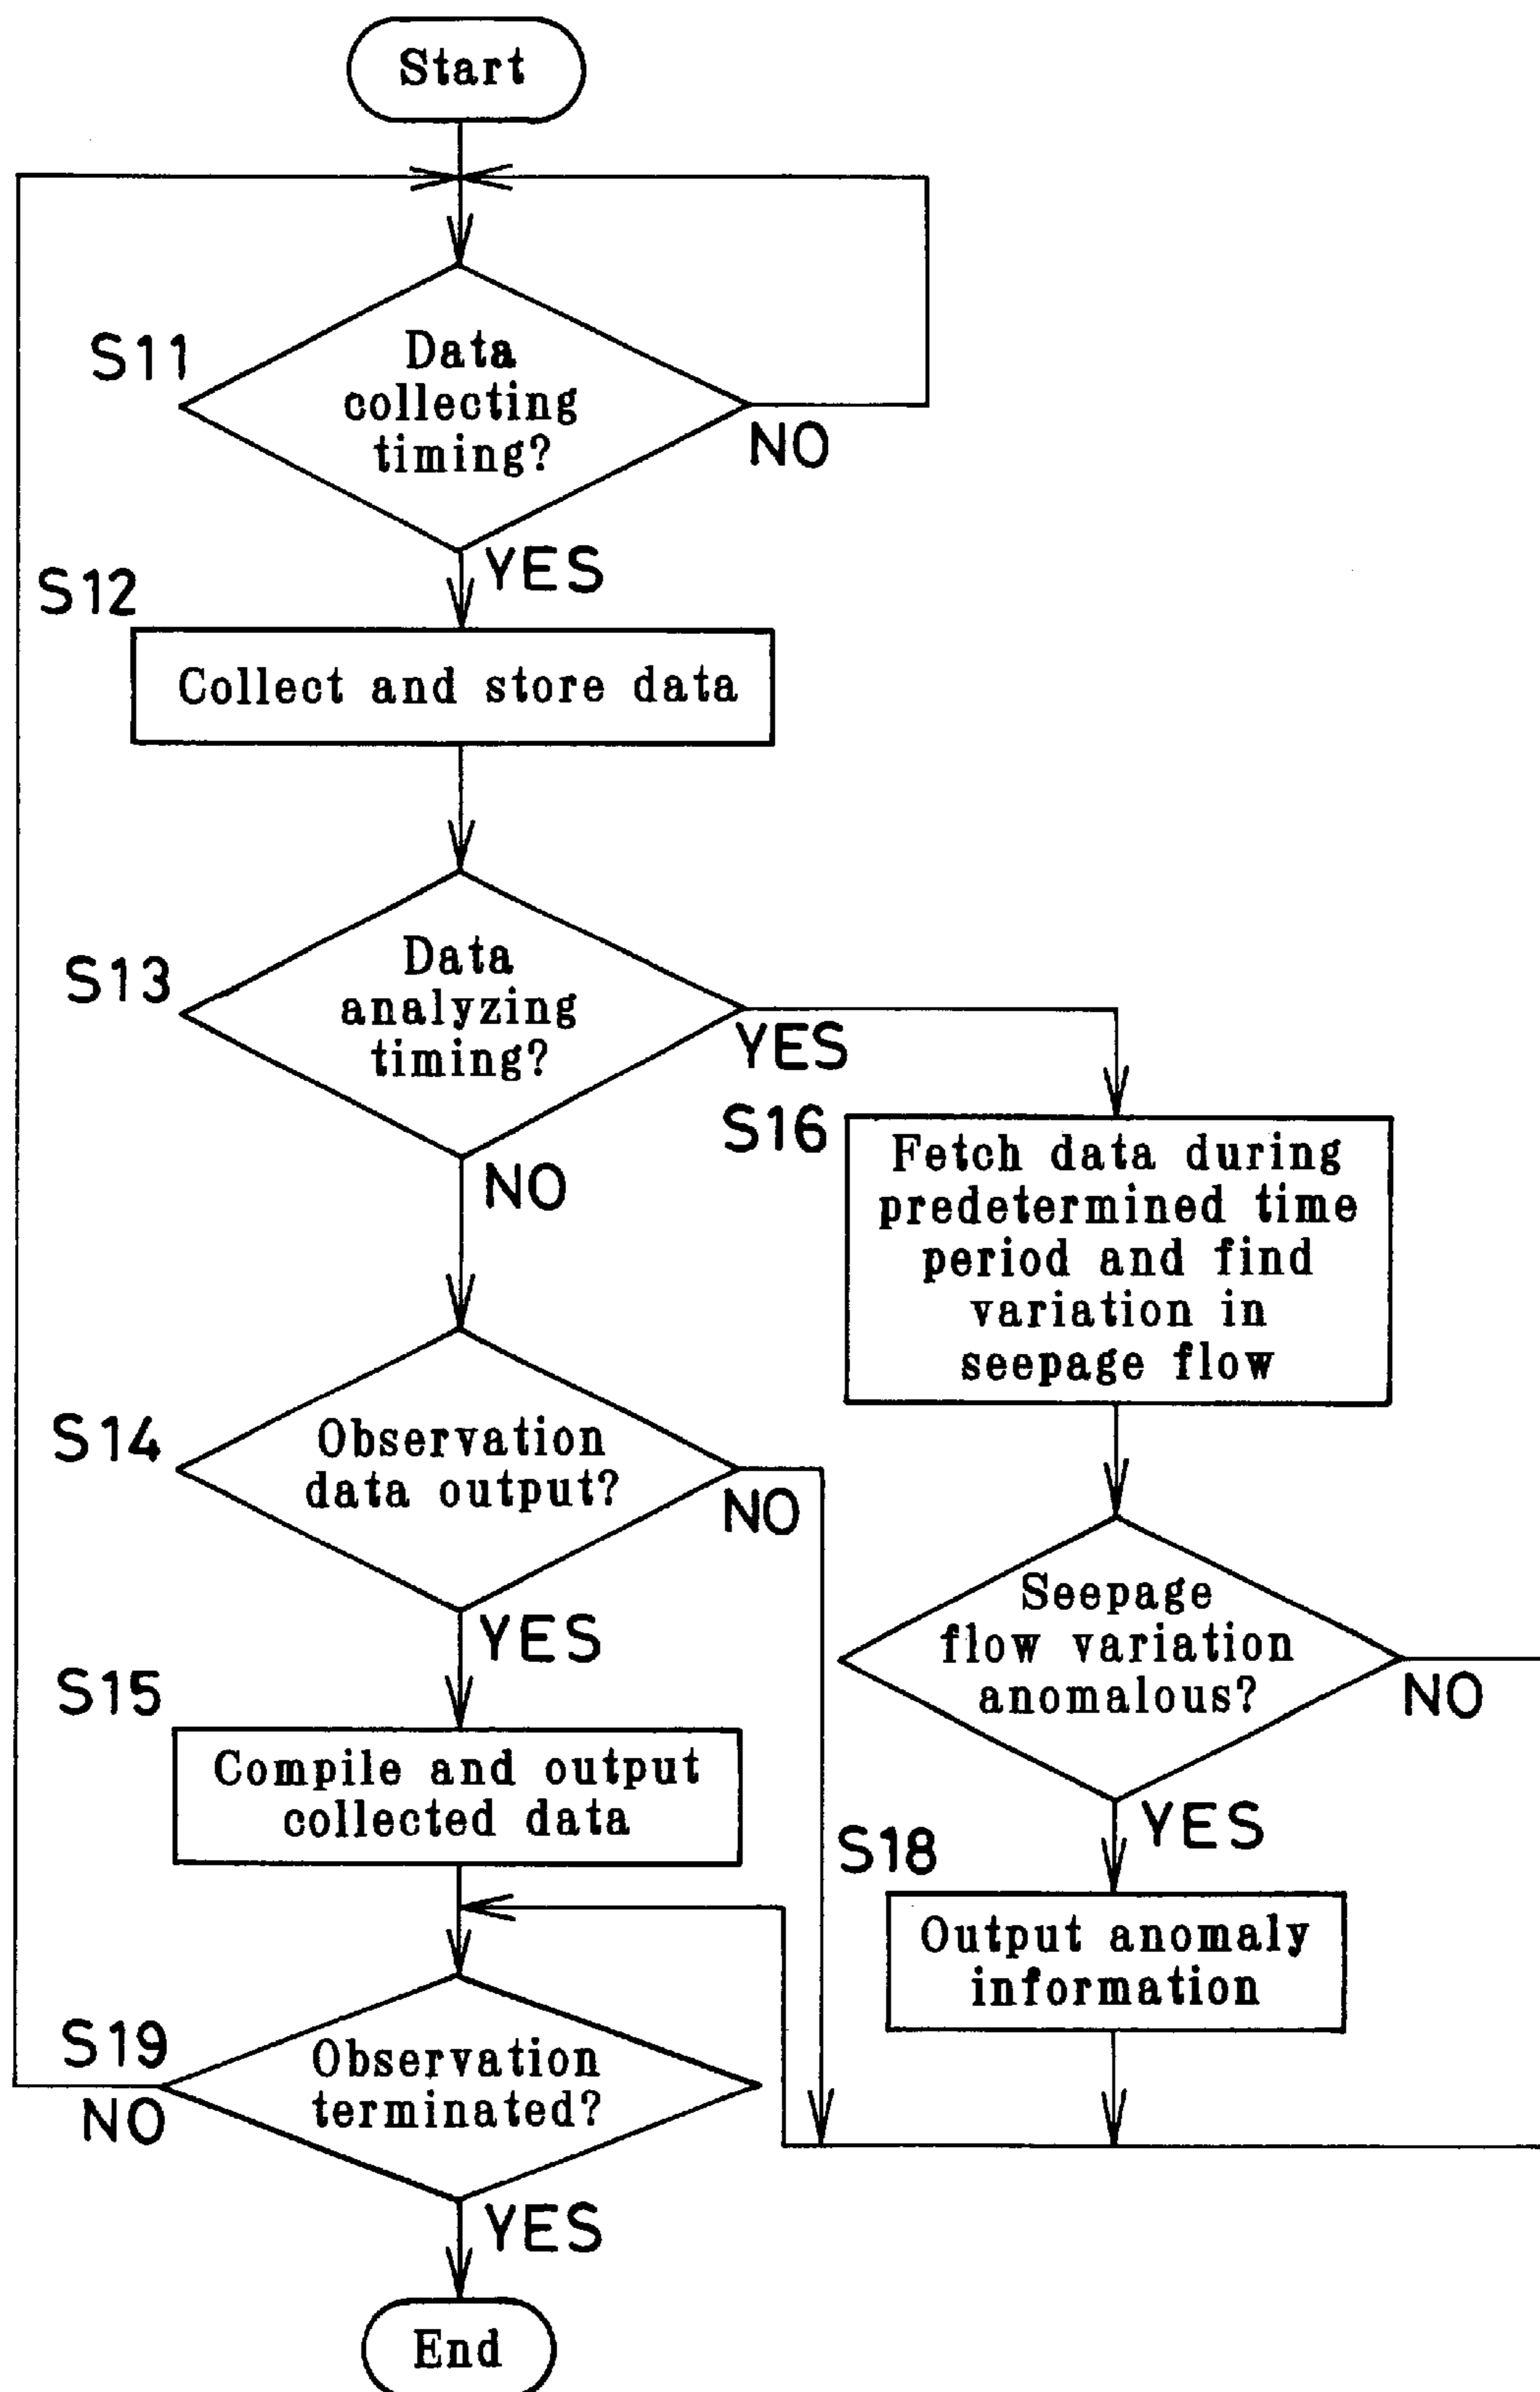 Start
S11
Data
collecting
timing?
NO
YES
S12
Collect and store data
S13
Data
analyzing
timing?
YES
NO
S16
Fetch data during
predetermined time
period and find
variation in
seepage flow
S14
Observation
data output?
NO
YES
Seepage
flow variation
anomalous?
NO
YES
S15
Compile and output
collected data
S18
Output anomaly
information
S19
Observation
terminated?
NO
YES
End